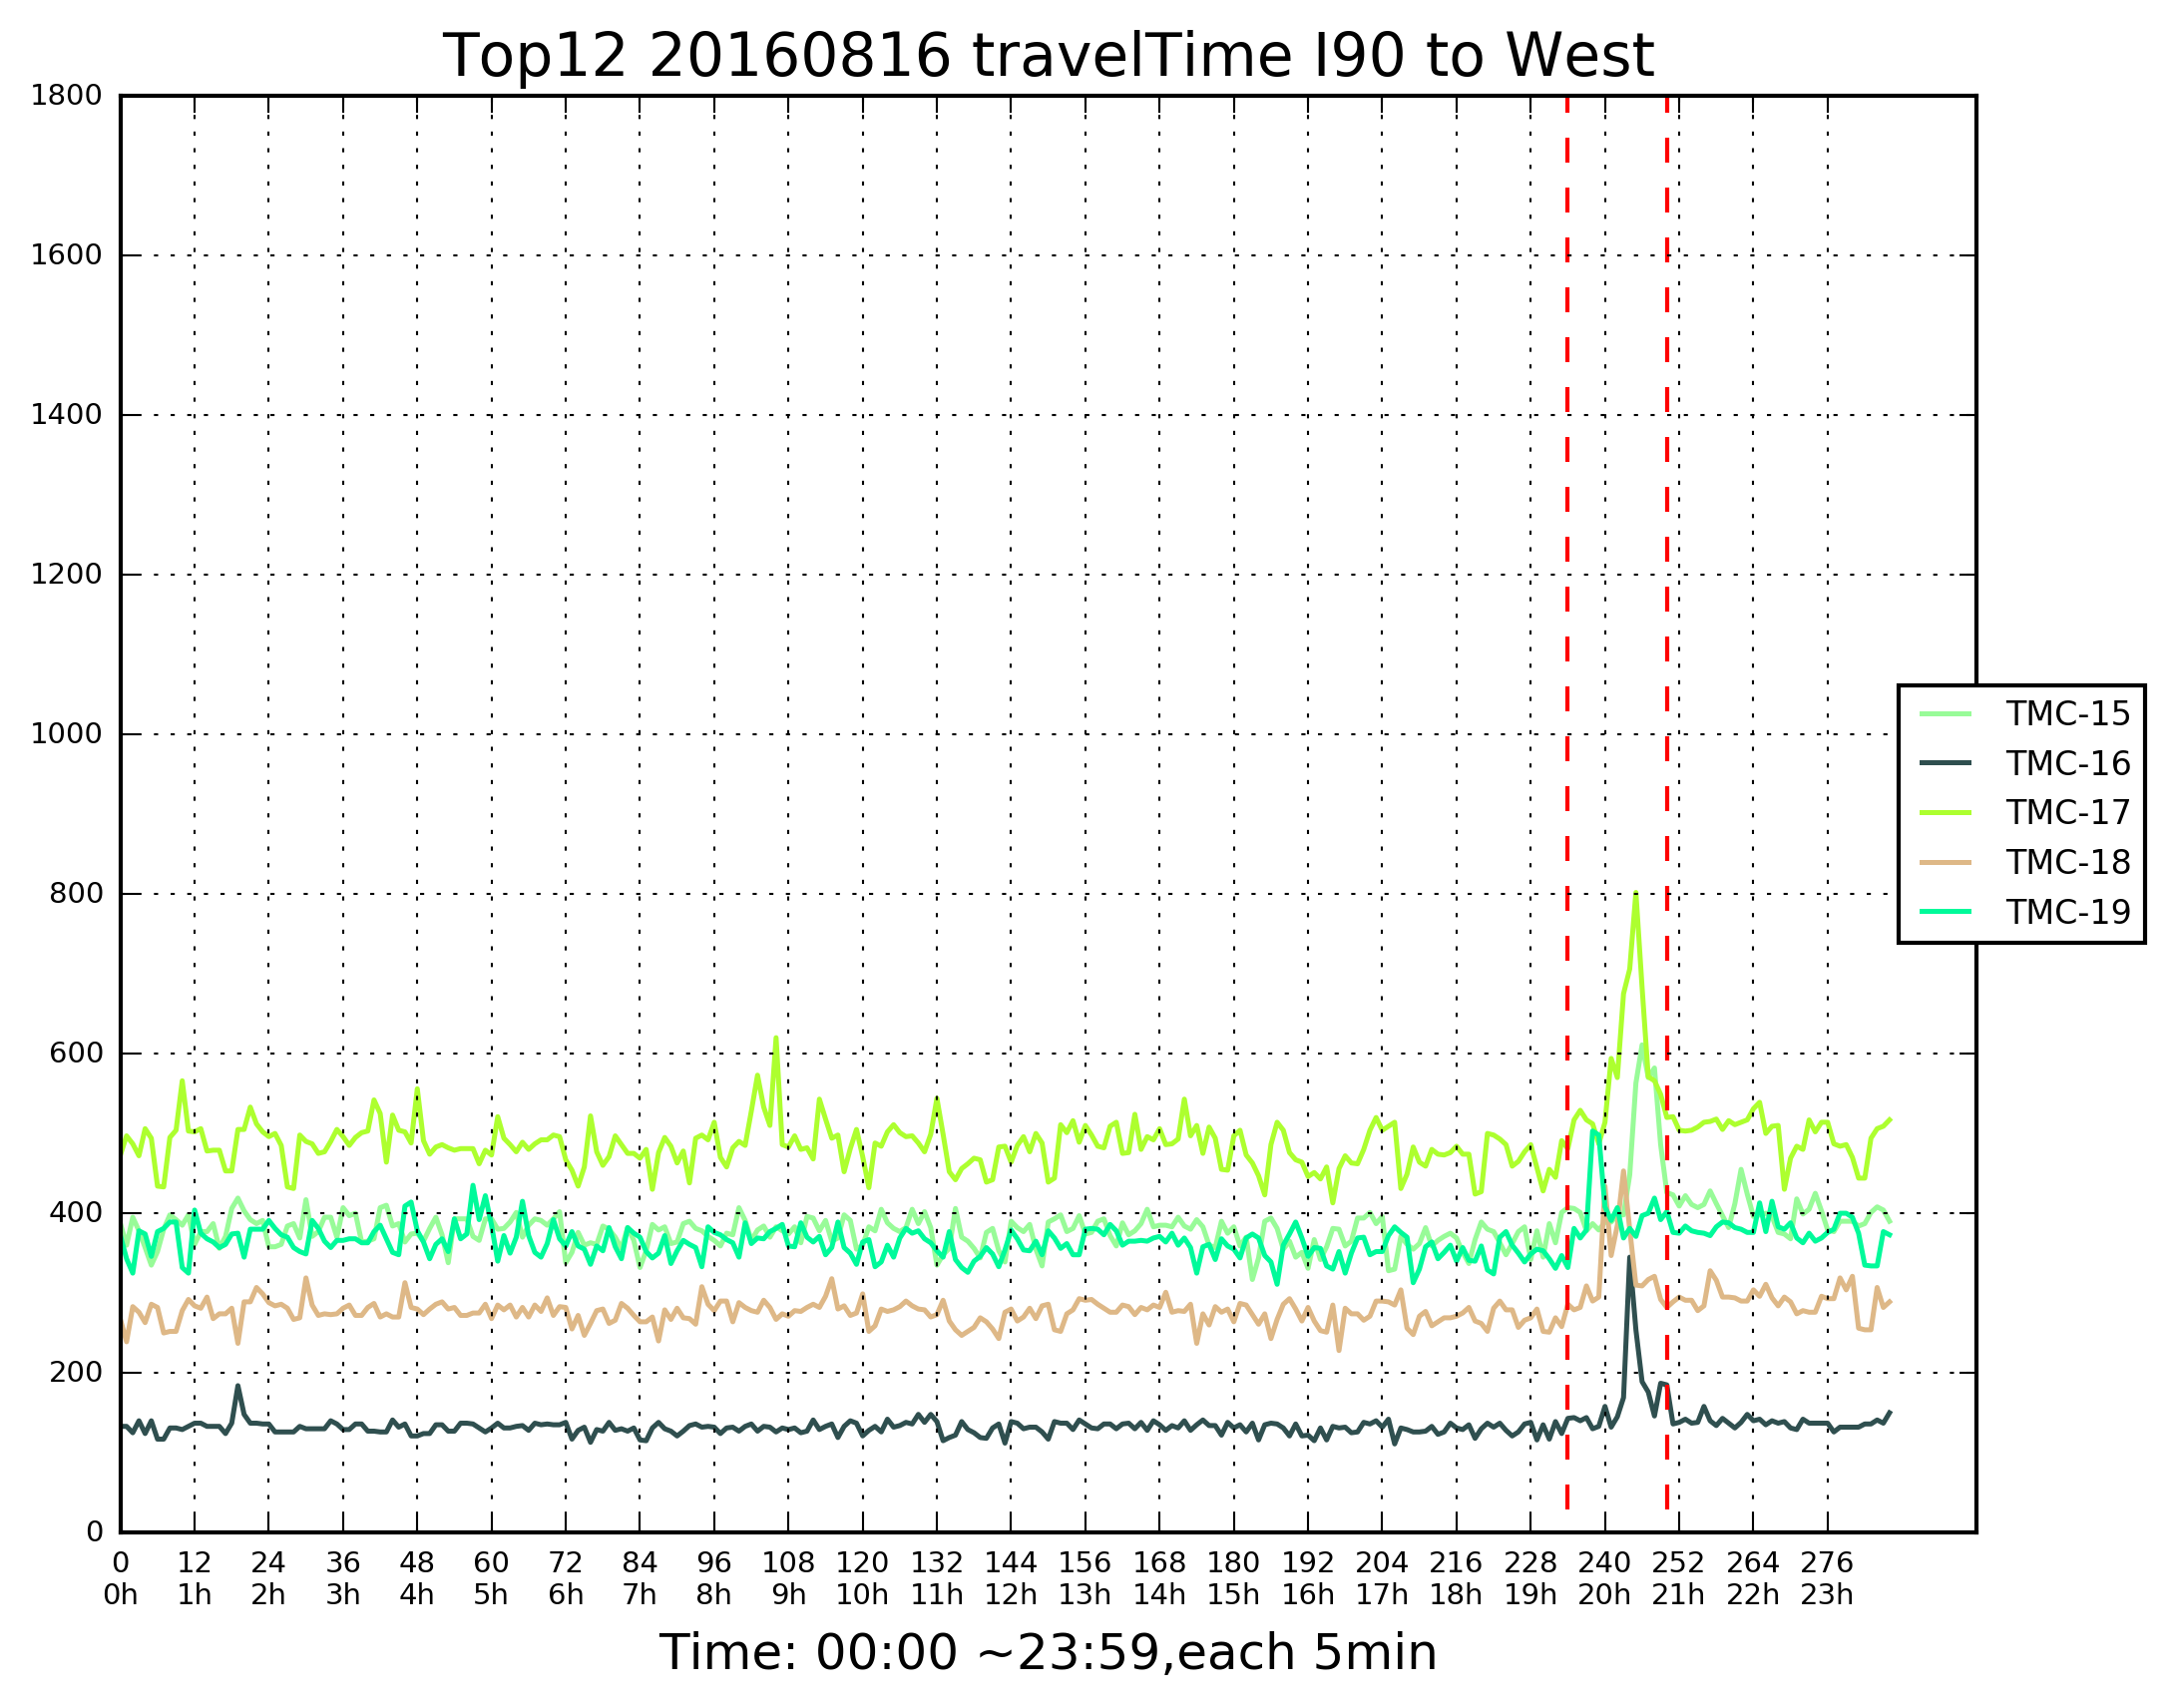 Top12 20160816 travelTime I90 to West
1800
1600
1400
1200
1000
800
600
400
200
0
TMC-15
TMC-16
TMC-17
TMC-18
TMC-19
0 12 24 36 48 60 72 84 96 108 120 132 144 156 168 180 192 204 216 228 240 252 264 276
0h 1h 2h 3h 4h 5h 6h 7h 8h 9h 10h 11h 12h 13h 14h 15h 16h 17h 18h 19h 20h 21h 22h 23h
Time: 00:00 ~23:59,each 5min